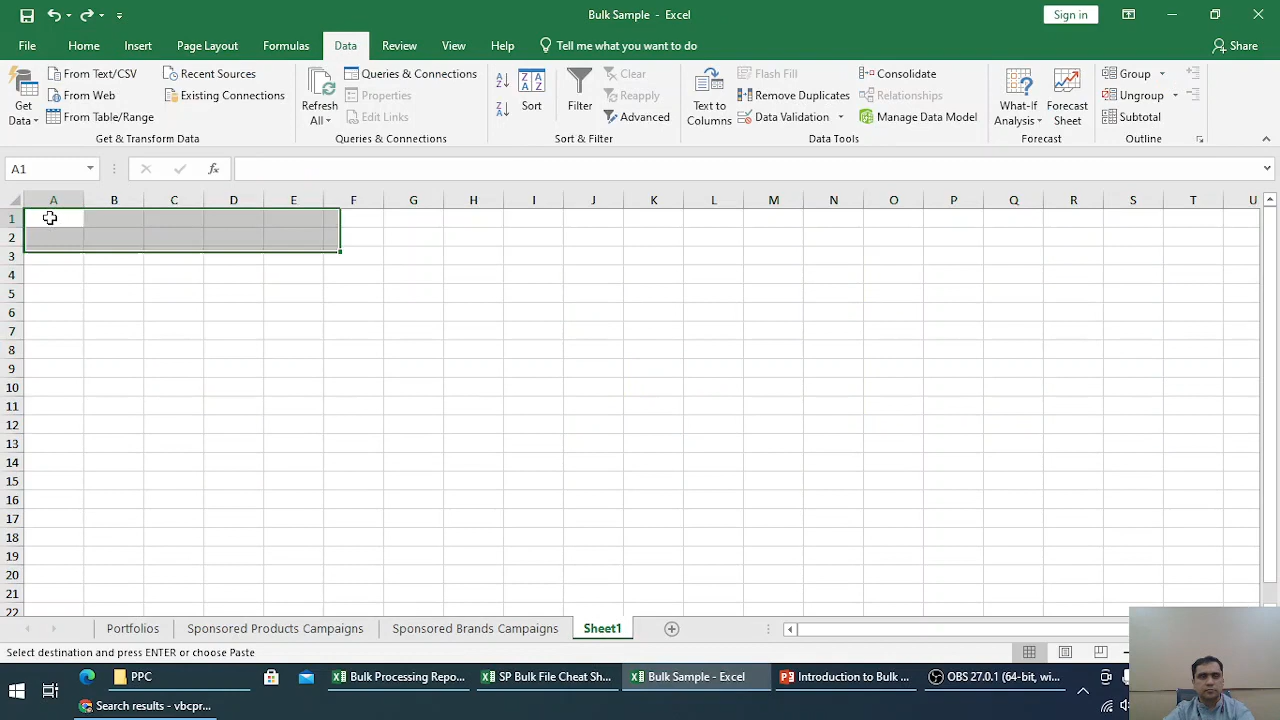 Bulk Sample - Excel
Sign in
File Home Insert Page Layout Formulas Data Review View Help Tell me what you want to do Share
Get Data
From Text/CSV
From Web
From Table/Range
Recent Sources
Existing Connections
Get & Transform Data
Refresh All
Queries & Connections
Properties
Edit Links
Queries & Connections
Sort
Filter
Clear
Reapply
Advanced
Sort & Filter
Text to Columns
Flash Fill
Remove Duplicates
Data Validation
Consolidate
Relationships
Manage Data Model
Data Tools
What-If Analysis
Forecast Sheet
Forecast
Group
Ungroup
Subtotal
Outline
A1
fx
A B C D E F G H I J K L M N O P Q R S T U
1
2
3
4
5
6
7
8
9
10
11
12
13
14
15
16
17
18
19
20
21
22
Portfolios Sponsored Products Campaigns Sponsored Brands Campaigns Sheet1
Select destination and press ENTER or choose Paste
PPC Bulk Processing Repo... SP Bulk File Cheat Sh... Bulk Sample - Excel Introduction to Bulk ... OBS 27.0.1 (64-bit, wi...
Search results - vbcpr...